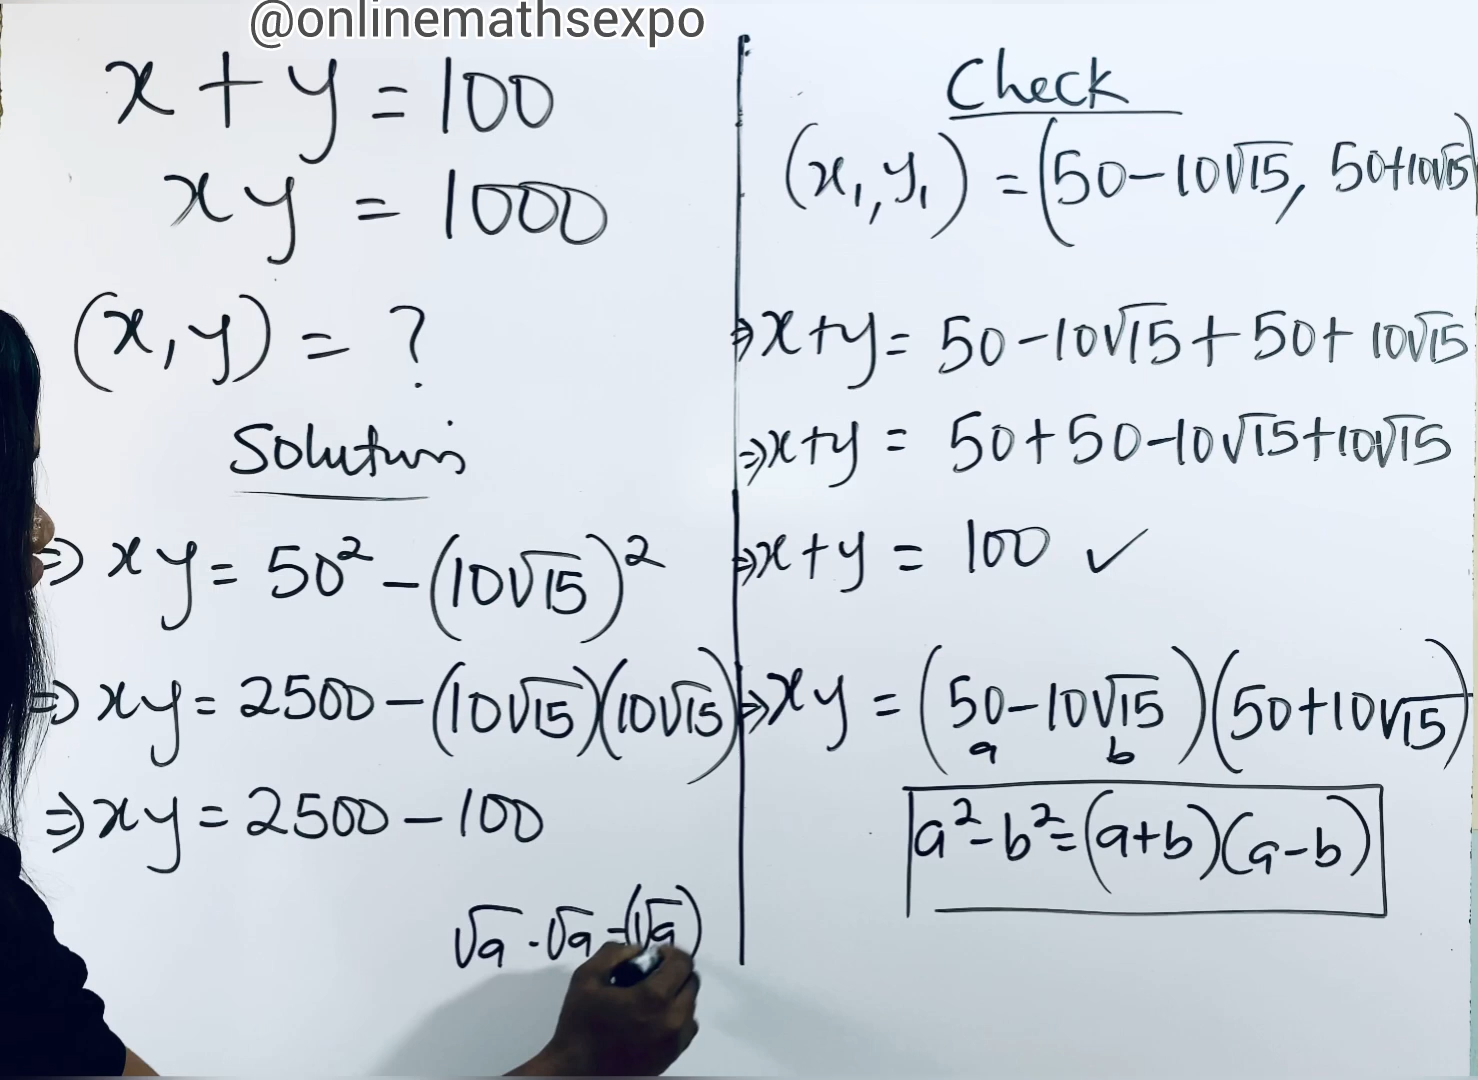 @onlinemathsexpo
x + y = 100
xy = 1000
(x, y) = ?
Solution
⇒ xy = 50² - (10√15)²
⇒ xy = 2500 - (10√15)(10√15)
⇒ xy = 2500 - 100
√a · √a = (√a)
Check
(x₁, y₁) = (50 - 10√15, 50 + 10√15)
⇒ x + y = 50 - 10√15 + 50 + 10√15
⇒ x + y = 50 + 50 - 10√15 + 10√15
⇒ x + y = 100 ✓
⇒ xy = (50 - 10√15)(50 + 10√15)
a b
a² - b² = (a + b)(a - b)